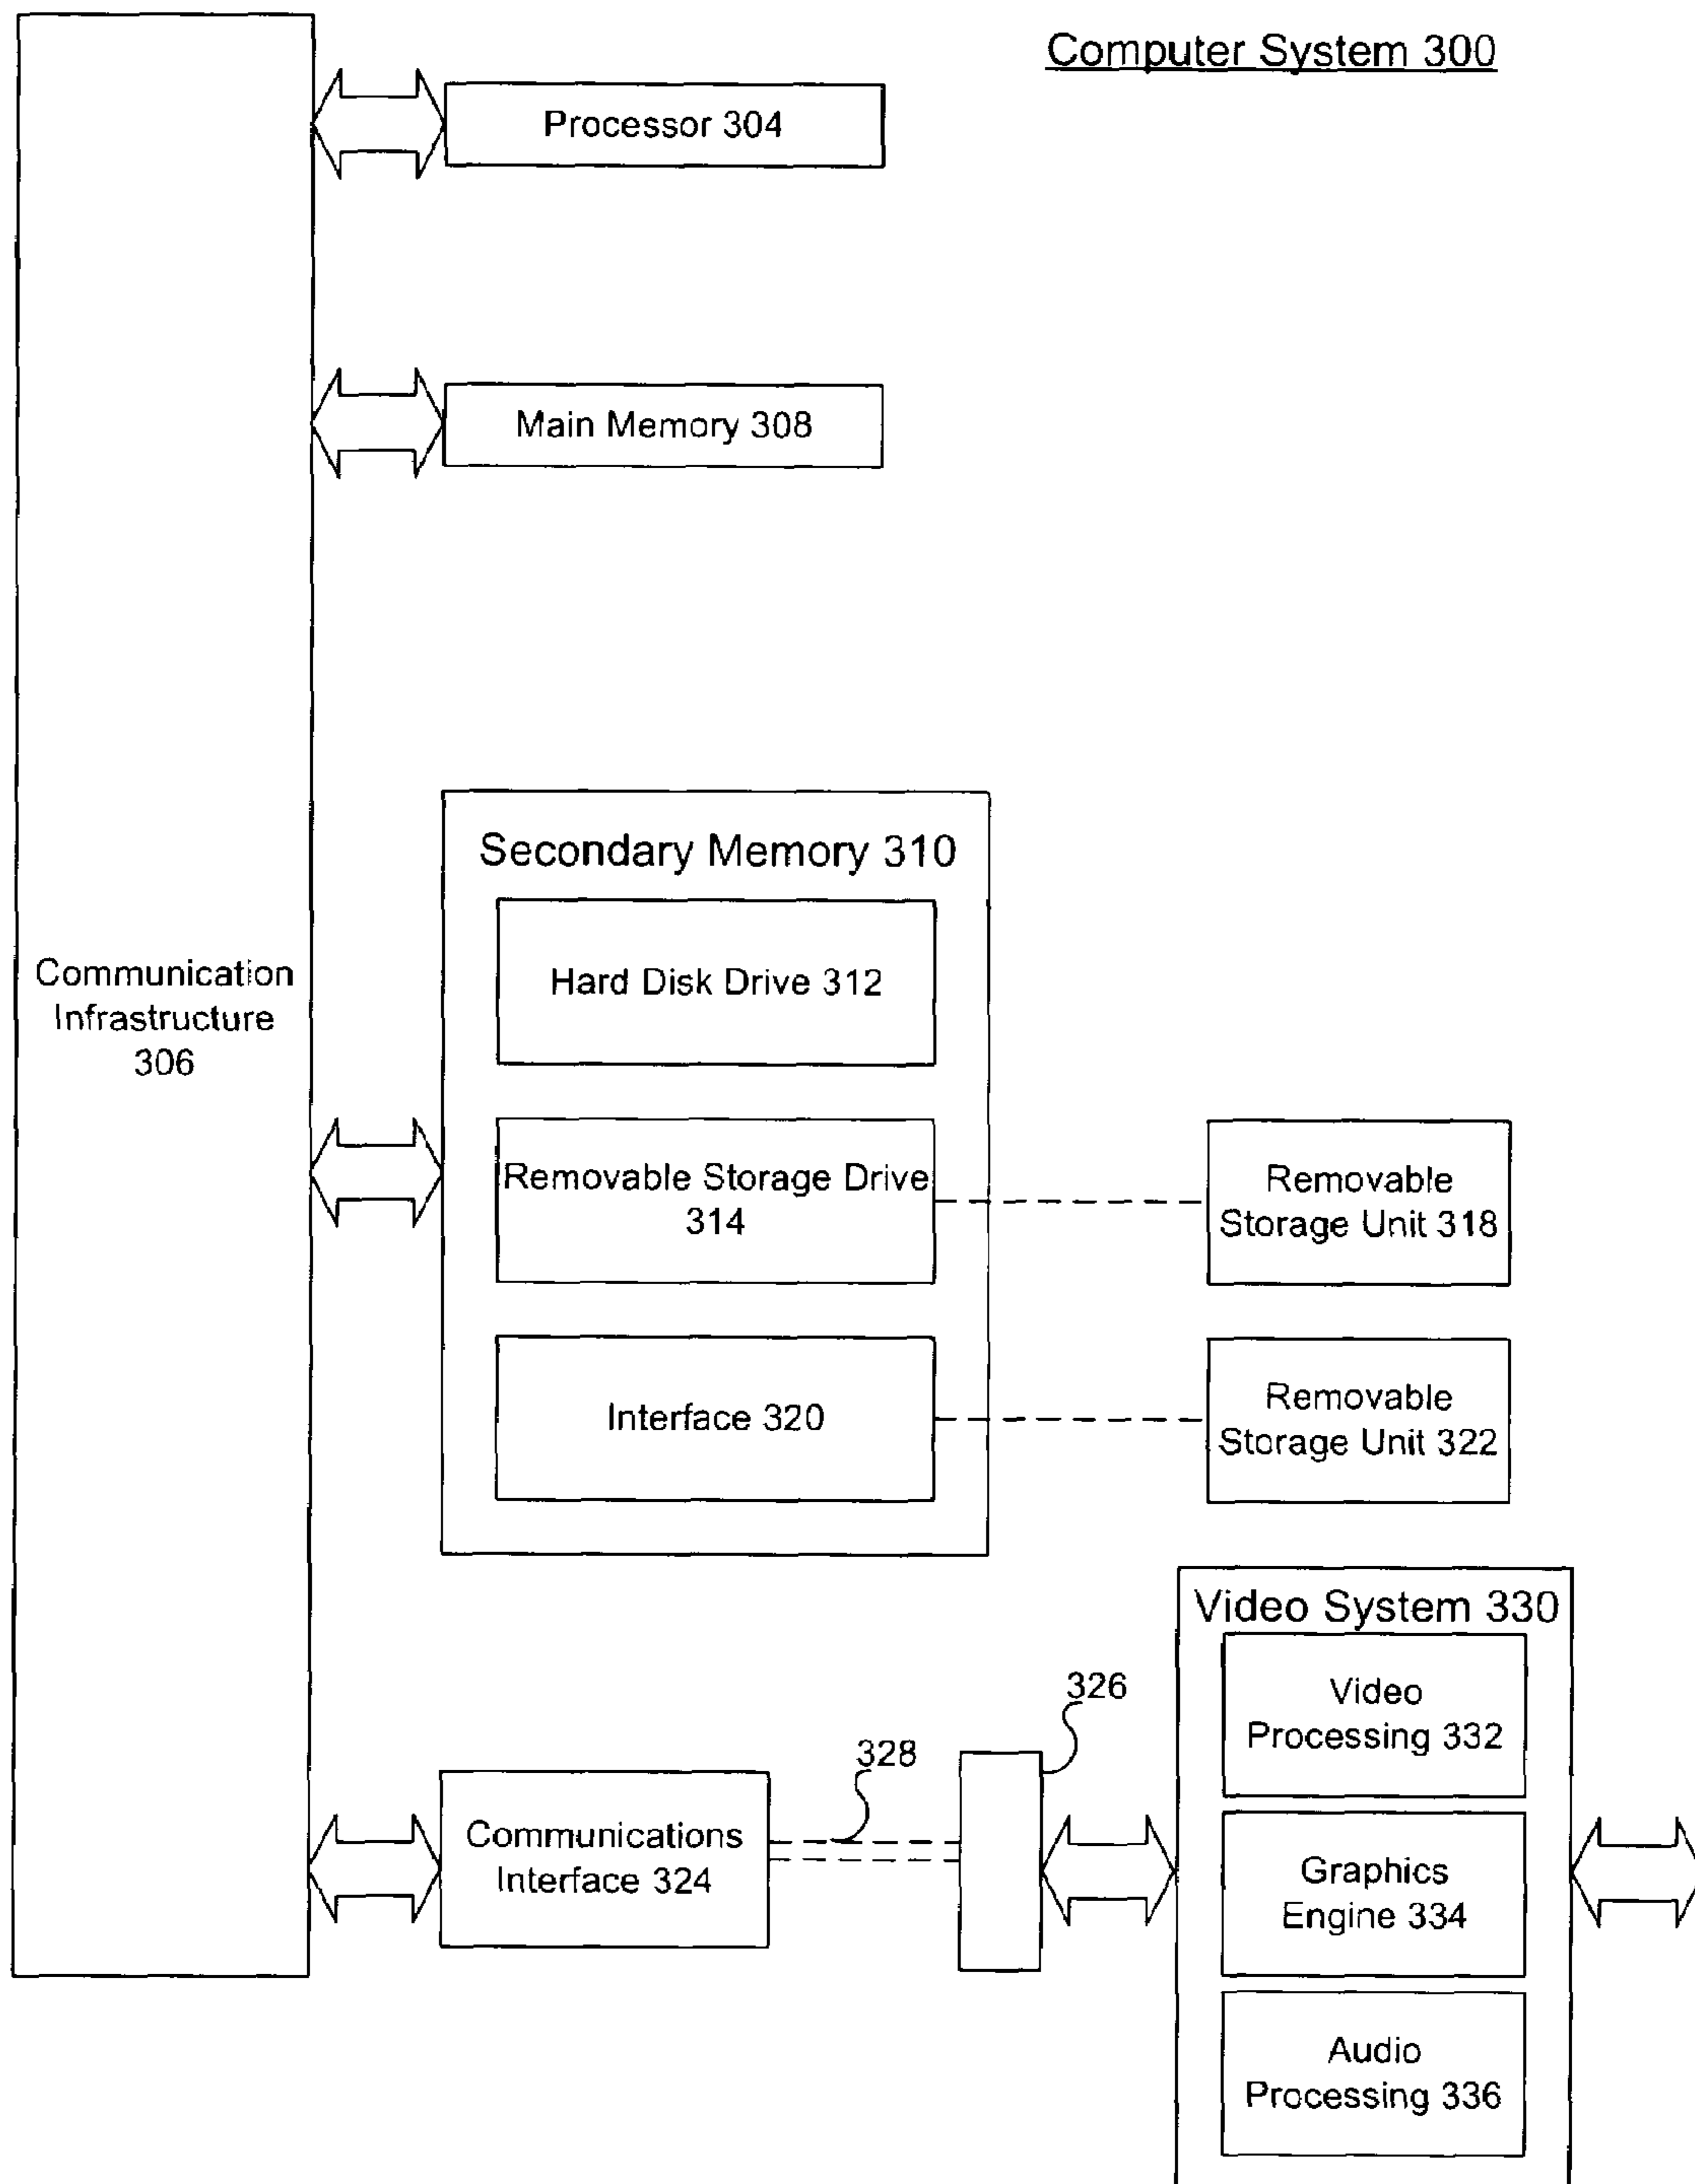 Computer System 300
Processor 304
Main Memory 308
Secondary Memory 310
Hard Disk Drive 312
Communication
Infrastructure
306
Removable Storage Drive
314
Removable
Storage Unit 318
Interface 320
Removable
Storage Unit 322
Video System 330
Video
Processing 332
326
328
Communications
Interface 324
Graphics
Engine 334
Audio
Processing 336